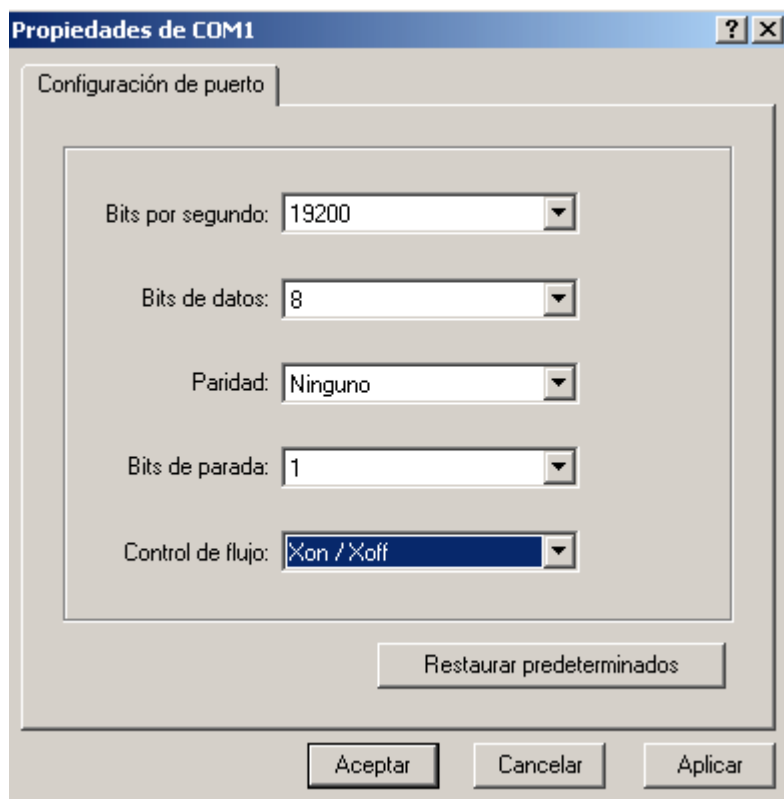 Propiedades de COM1
Configuración de puerto
Bits por segundo: 19200
Bits de datos: 8
Paridad: Ninguno
Bits de parada: 1
Control de flujo: Xon / Xoff
Restaurar predeterminados
Aceptar Cancelar Aplicar